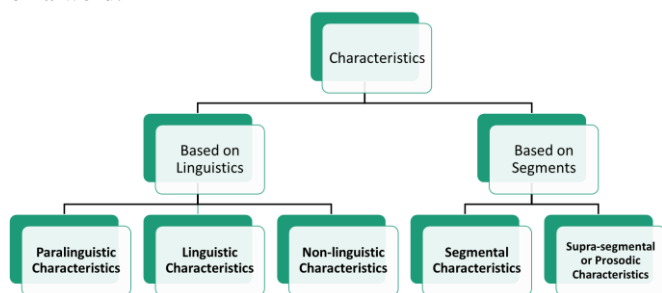 Characteristics
Based on
Linguistics
Based on
Segments
Paralinguistic
Characteristics
Linguistic
Characteristics
Non-linguistic
Characteristics
Segmental
Characteristics
Supra-segmental
or Prosodic
Characteristics